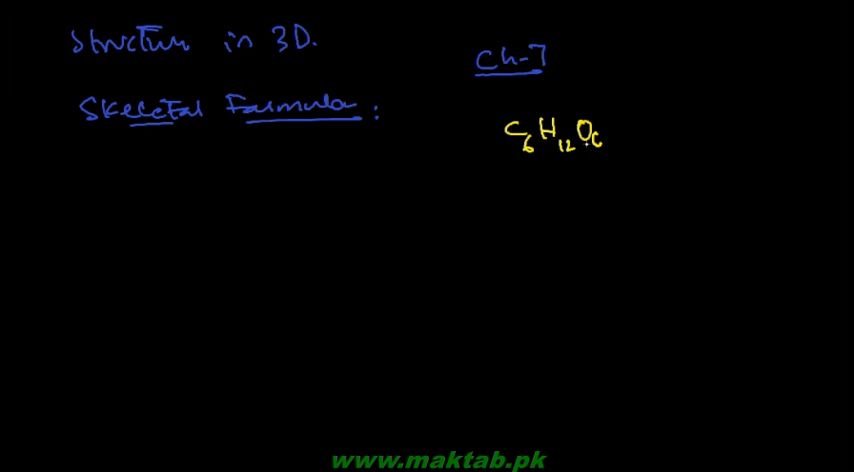 Structure in 3D.
Ch-7
Skeletal Formula:
C6H12O6
www.maktab.pk